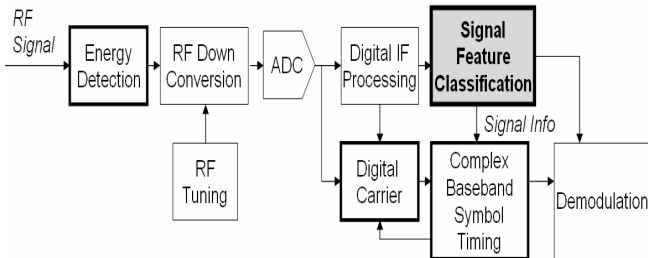 RF
Signal
Energy
Detection
RF Down
Conversion
ADC
Digital IF
Processing
Signal
Feature
Classification
Signal Info
RF
Tuning
Digital
Carrier
Complex
Baseband
Symbol
Timing
Demodulation